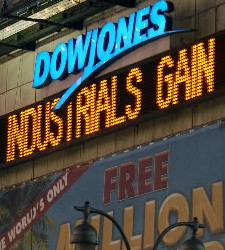 DOWJONES
INDUSTRIALS GAIN
THE WORLD'S ONLY
FREE
MILLION